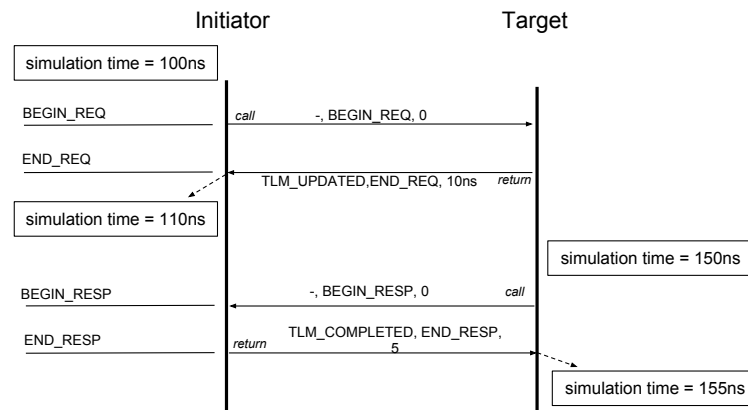 Initiator Target
simulation time = 100ns
BEGIN_REQ call -, BEGIN_REQ, 0
END_REQ
TLM_UPDATED,END_REQ, 10ns return
simulation time = 110ns
simulation time = 150ns
BEGIN_RESP -, BEGIN_RESP, 0 call
END_RESP return TLM_COMPLETED, END_RESP,
5
simulation time = 155ns